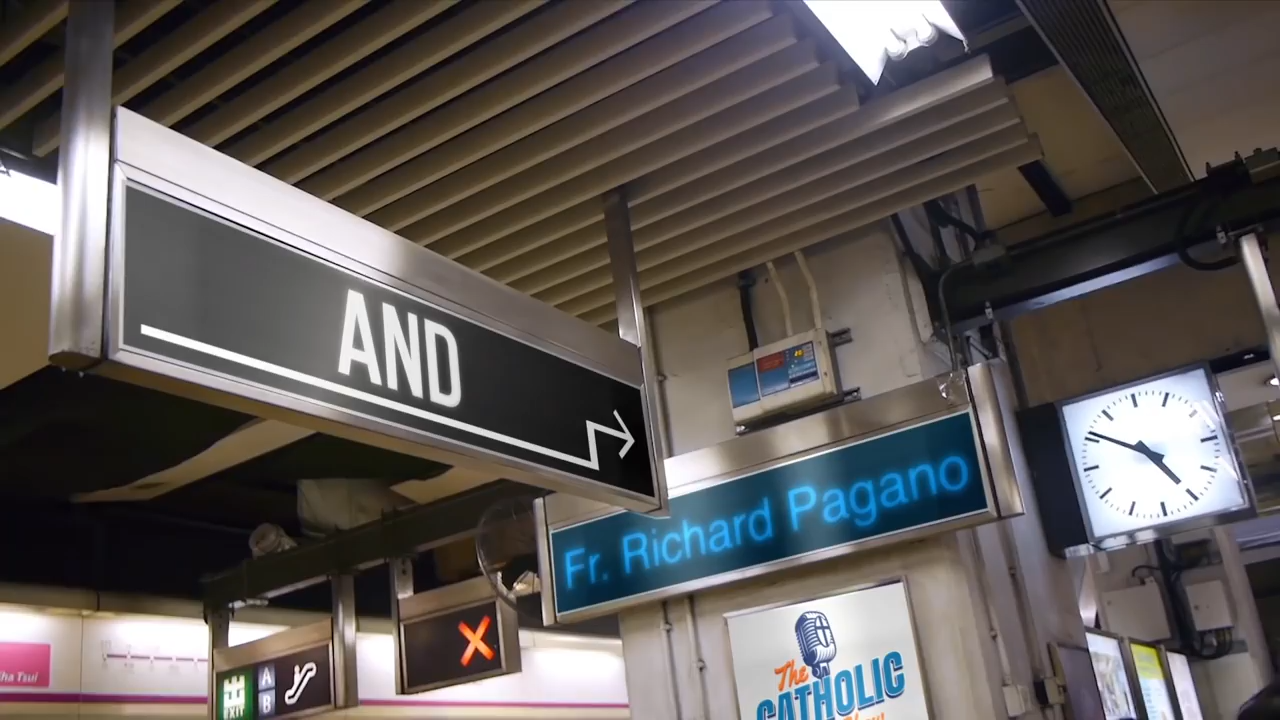 AND
Fr. Richard Pagano
The
CATHOLIC
A
B
EXIT